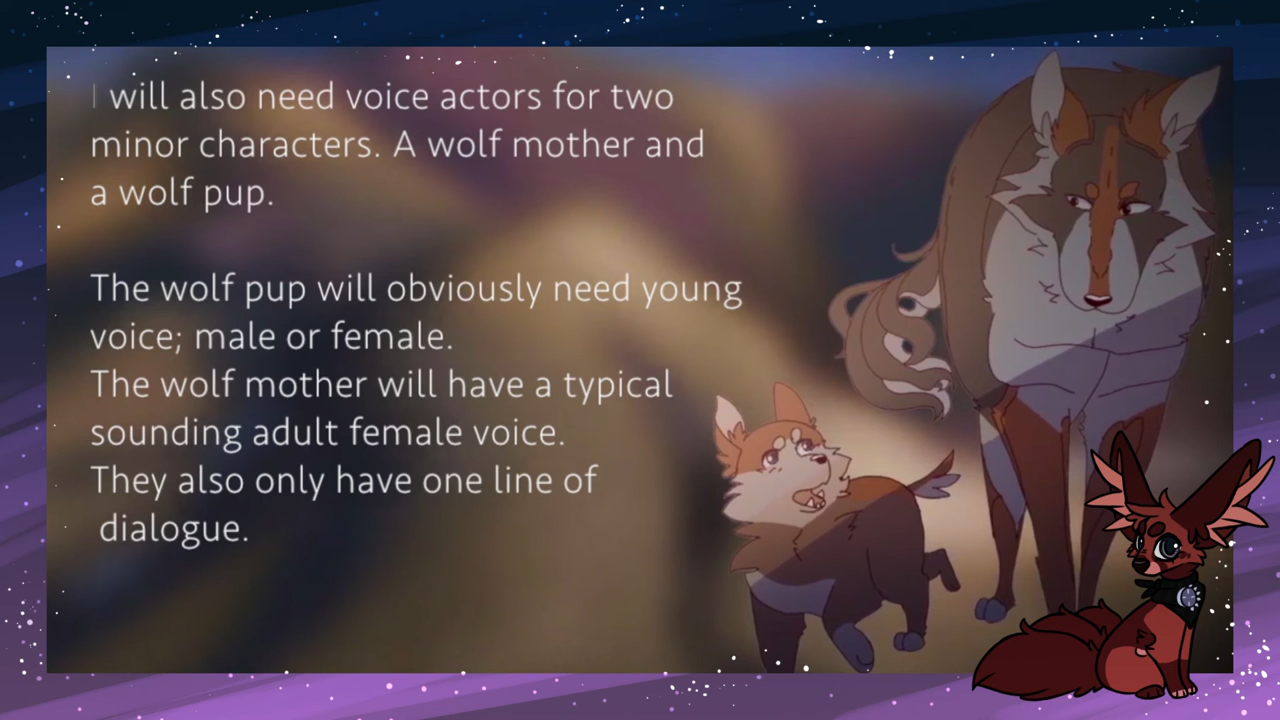 I will also need voice actors for two
minor characters. A wolf mother and
a wolf pup.
The wolf pup will obviously need young
voice; male or female.
The wolf mother will have a typical
sounding adult female voice.
They also only have one line of
dialogue.